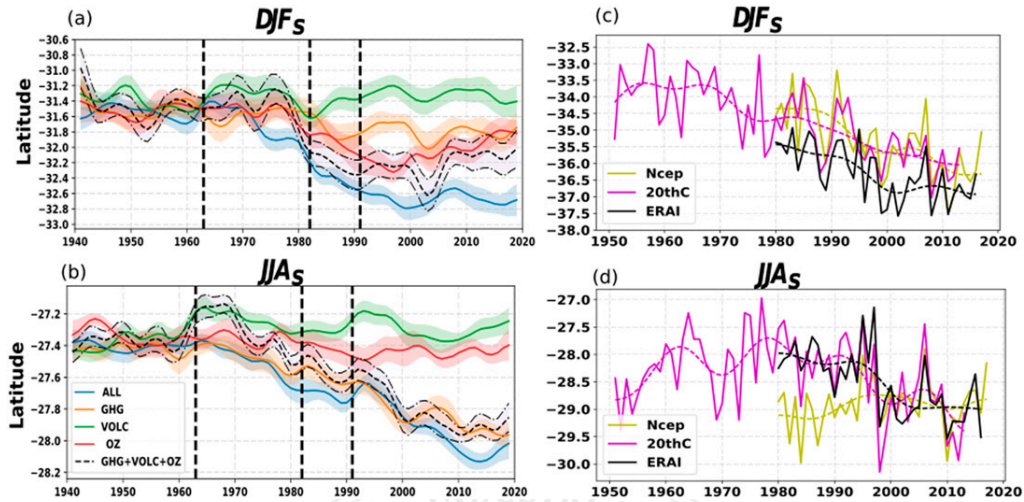 (a)
DJFS
Latitude
−30.6
−30.8
−31.0
−31.2
−31.4
−31.6
−31.8
−32.0
−32.2
−32.4
−32.6
−32.8
−33.0
1940 1950 1960 1970 1980 1990 2000 2010 2020
(b)
JJAS
Latitude
−27.2
−27.4
−27.6
−27.8
−28.0
−28.2
ALL
GHG
VOLC
OZ
GHG+VOLC+OZ
1940 1950 1960 1970 1980 1990 2000 2010 2020
(c)
DJFS
−32.5
−33.0
−33.5
−34.0
−34.5
−35.0
−35.5
−36.0
−36.5
−37.0
−37.5
−38.0
Ncep
20thC
ERAI
1950 1960 1970 1980 1990 2000 2010 2020
(d)
JJAS
−27.0
−27.5
−28.0
−28.5
−29.0
−29.5
−30.0
Ncep
20thC
ERAI
1950 1960 1970 1980 1990 2000 2010 2020